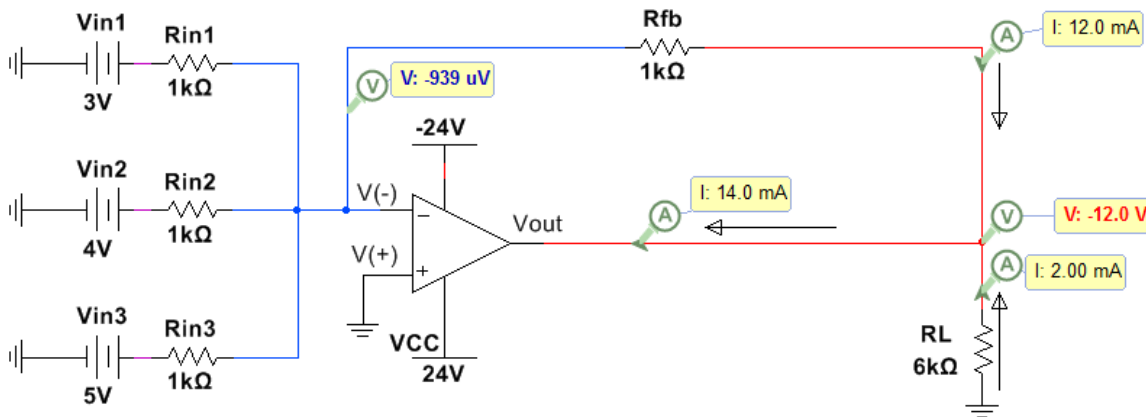 Vin1
Rin1
3V
1kΩ
Vin2
Rin2
4V
1kΩ
Vin3
Rin3
5V
1kΩ
V: -939 uV
V
Rfb
1kΩ
-24V
V(-)
V(+)
Vout
VCC
24V
A
I: 14.0 mA
A
I: 12.0 mA
V
V: -12.0 V
A
I: 2.00 mA
RL
6kΩ